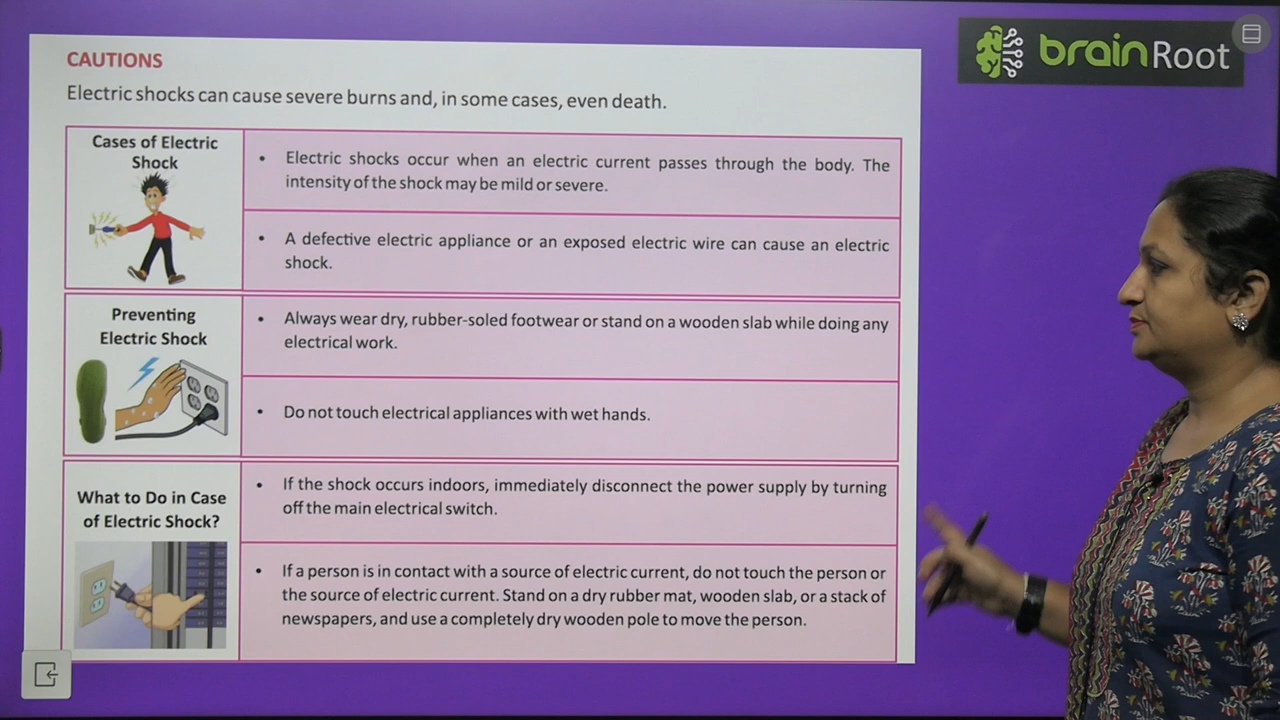 brainRoot
CAUTIONS
Electric shocks can cause severe burns and, in some cases, even death.
Cases of Electric
Shock
• Electric shocks occur when an electric current passes through the body. The
intensity of the shock may be mild or severe.
• A defective electric appliance or an exposed electric wire can cause an electric
shock.
Preventing
Electric Shock
• Always wear dry, rubber-soled footwear or stand on a wooden slab while doing any
electrical work.
• Do not touch electrical appliances with wet hands.
What to Do in Case
of Electric Shock?
• If the shock occurs indoors, immediately disconnect the power supply by turning
off the main electrical switch.
• If a person is in contact with a source of electric current, do not touch the person or
the source of electric current. Stand on a dry rubber mat, wooden slab, or a stack of
newspapers, and use a completely dry wooden pole to move the person.